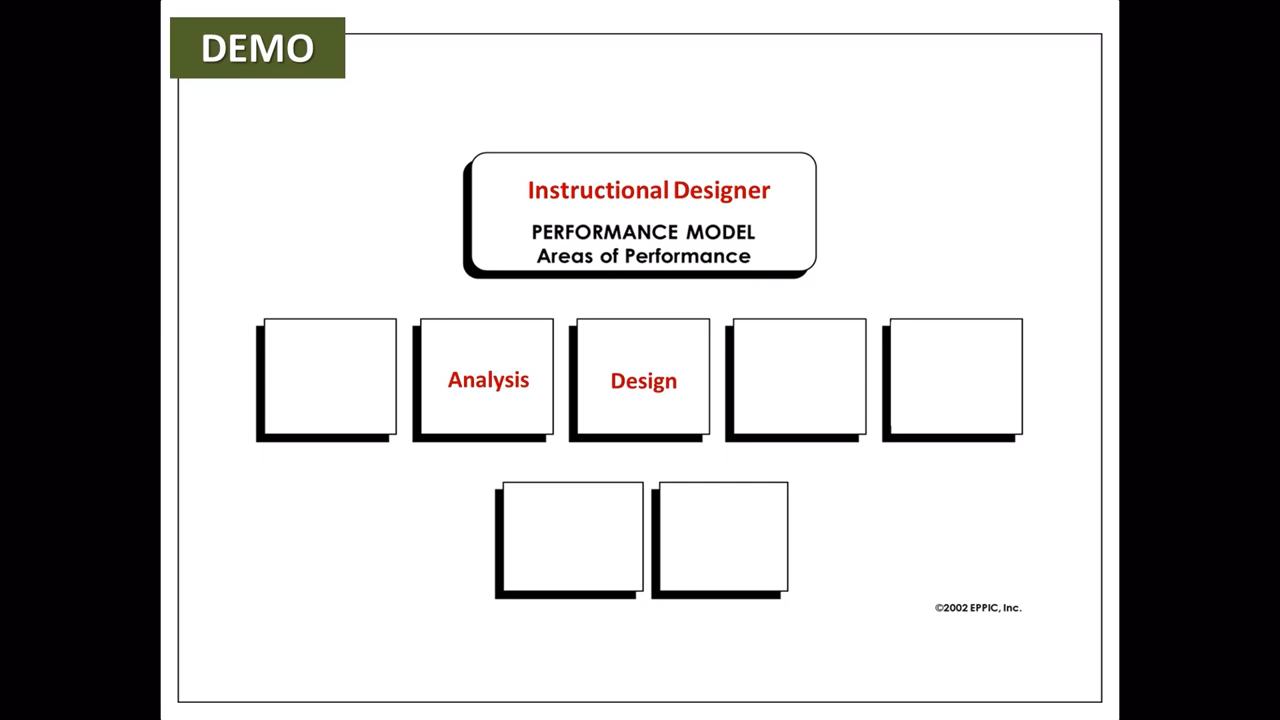 DEMO
Instructional Designer
PERFORMANCE MODEL
Areas of Performance
Analysis
Design
©2002 EPPIC, Inc.